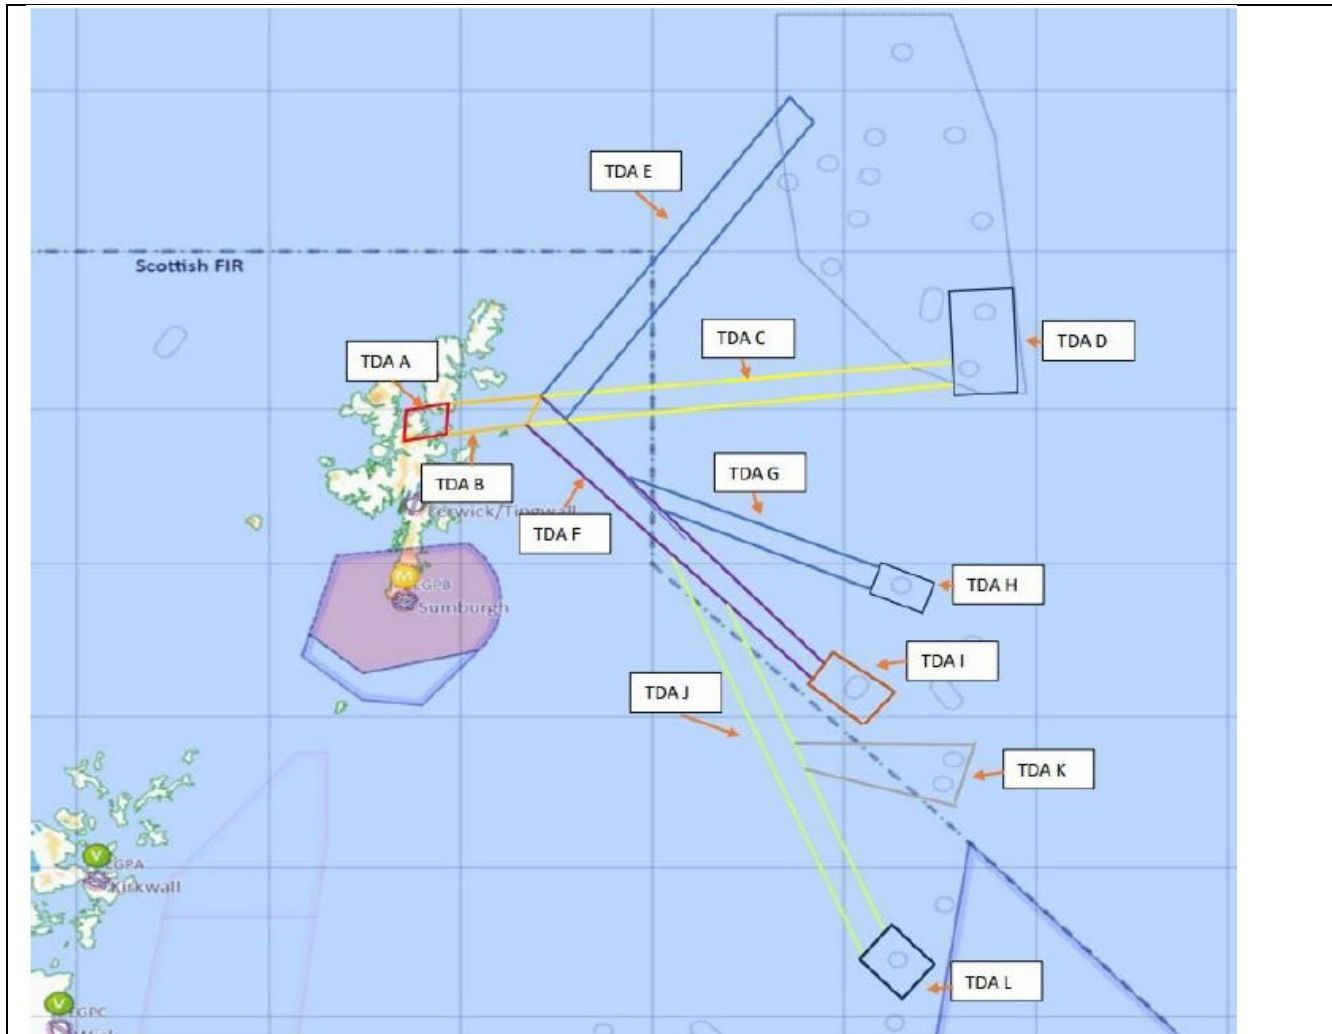 TDA E
Scottish FIR
TDA C
TDA D
TDA A
TDA G
TDA B
Lerwick/Tingwall
TDA F
M
EGPB
Sumburgh
TDA H
TDA I
TDA J
TDA K
V
EGPA
Kirkwall
TDA L
V
EGPC
Wick